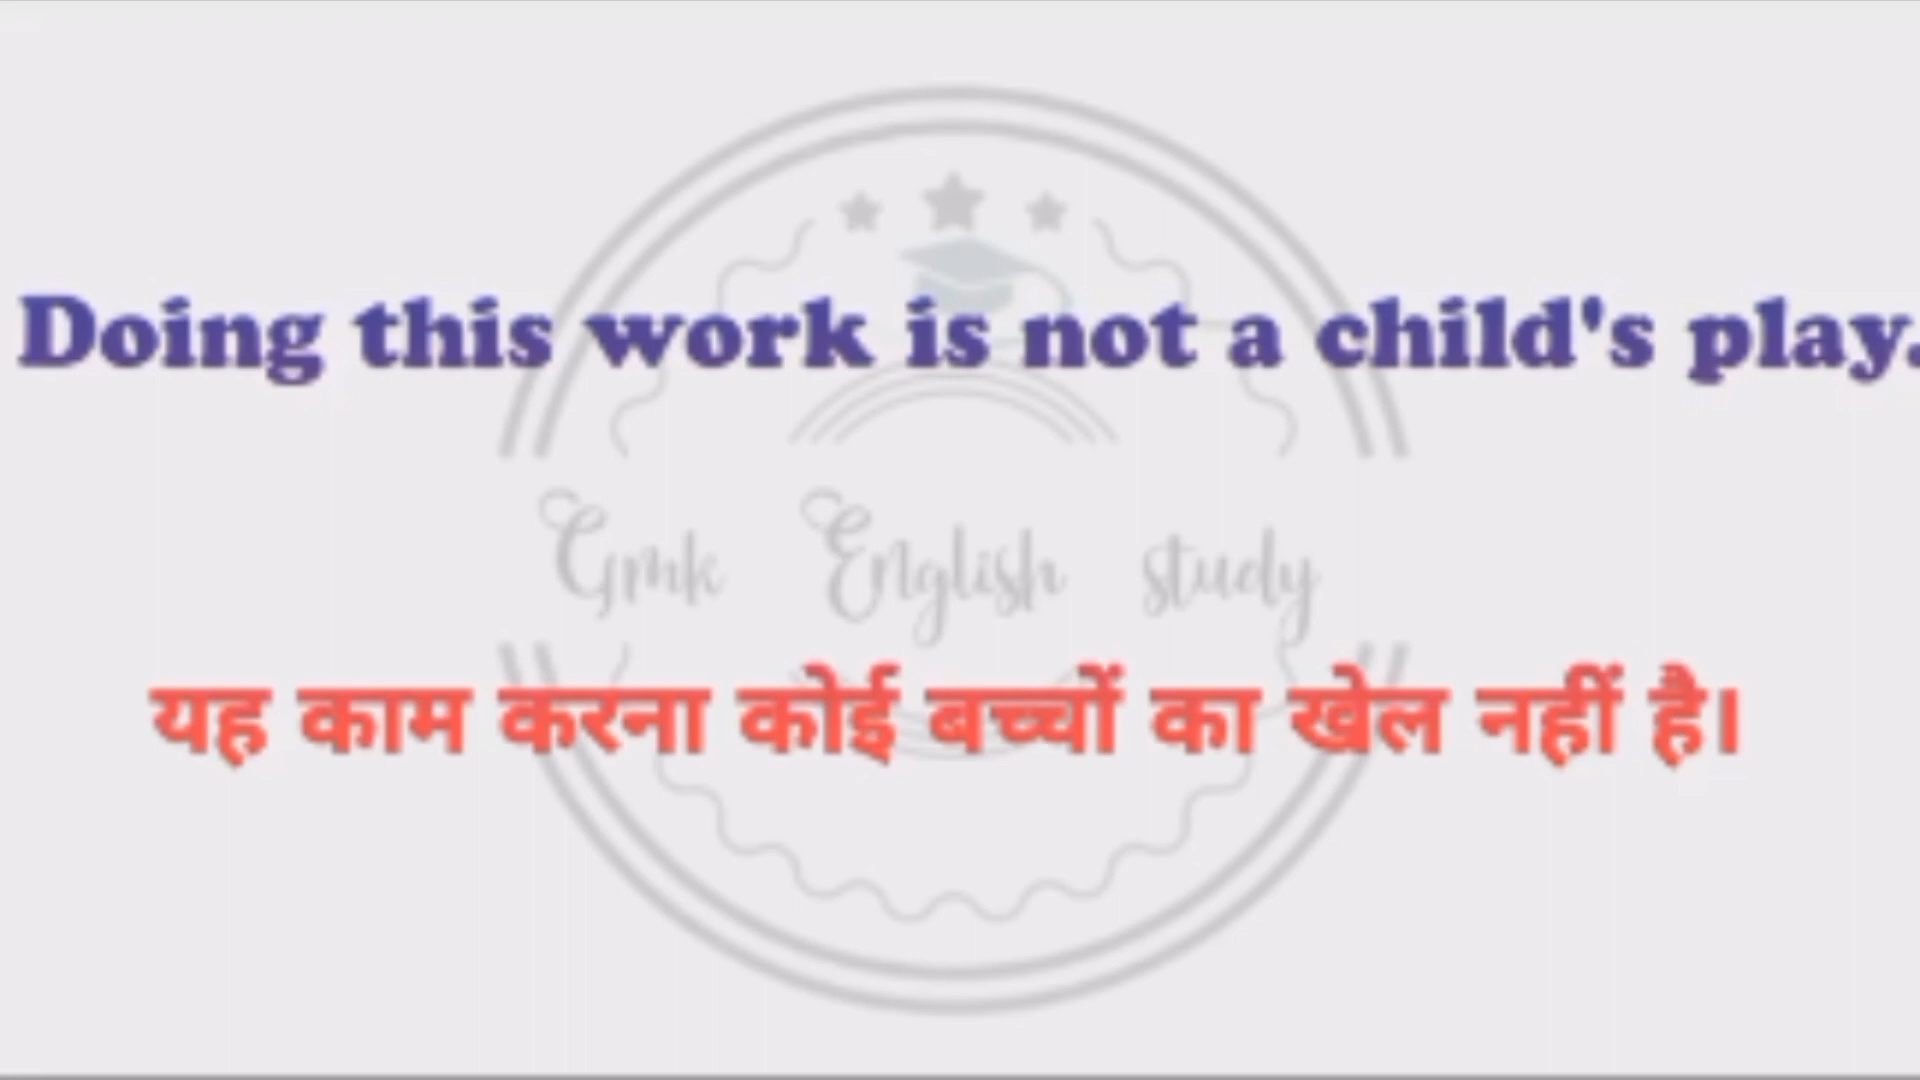 Doing this work is not a child's play.
Gmk English study
यह काम करना कोई बच्चों का खेल नहीं है।